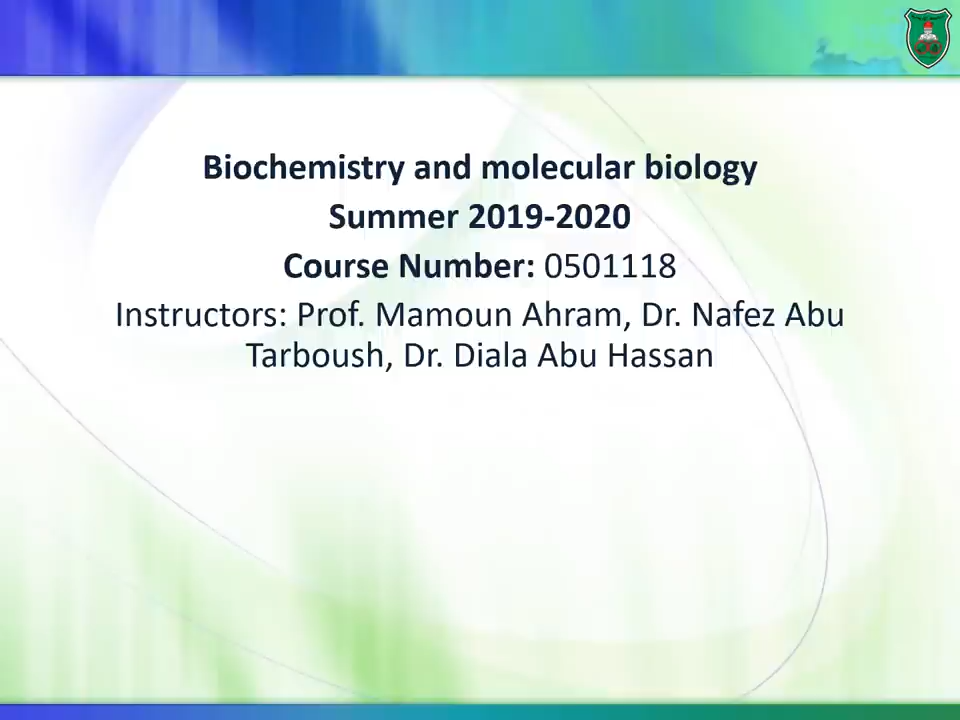 Biochemistry and molecular biology
Summer 2019-2020
Course Number: 0501118
Instructors: Prof. Mamoun Ahram, Dr. Nafez Abu
Tarboush, Dr. Diala Abu Hassan